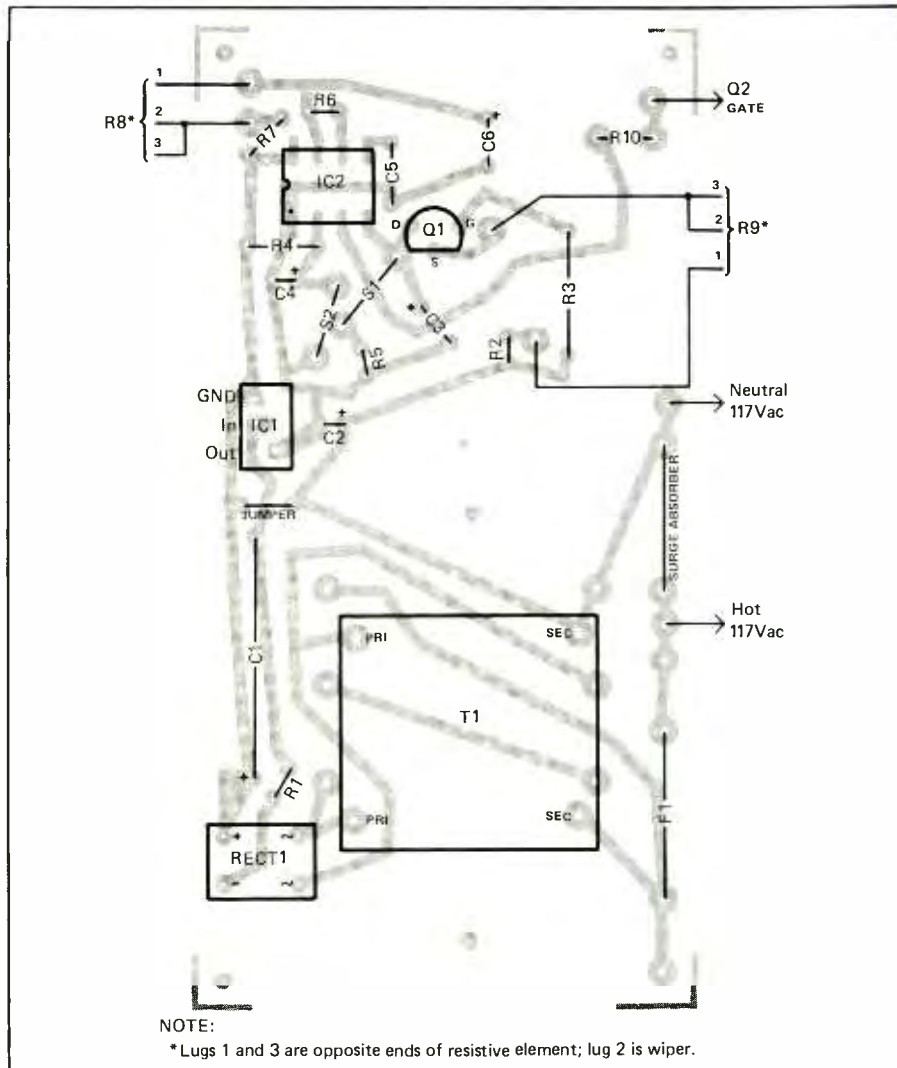 1
R8*
2
3
R6
R7
IC2
C5
C6
+
R10
Q2
GATE
D
Q1
G
S
3
2
R9*
1
R4
+
C4
S2
S1
+
C3
R5
R2
R3
GND
In
IC1
Out
+
C2
JUMPER
Neutral
117Vac
SURGE ABSORBER
Hot
117Vac
C1
+
R1
PRI
SEC
T1
PRI
SEC
F1
+
~
RECT1
-
~
NOTE:
*Lugs 1 and 3 are opposite ends of resistive element; lug 2 is wiper.